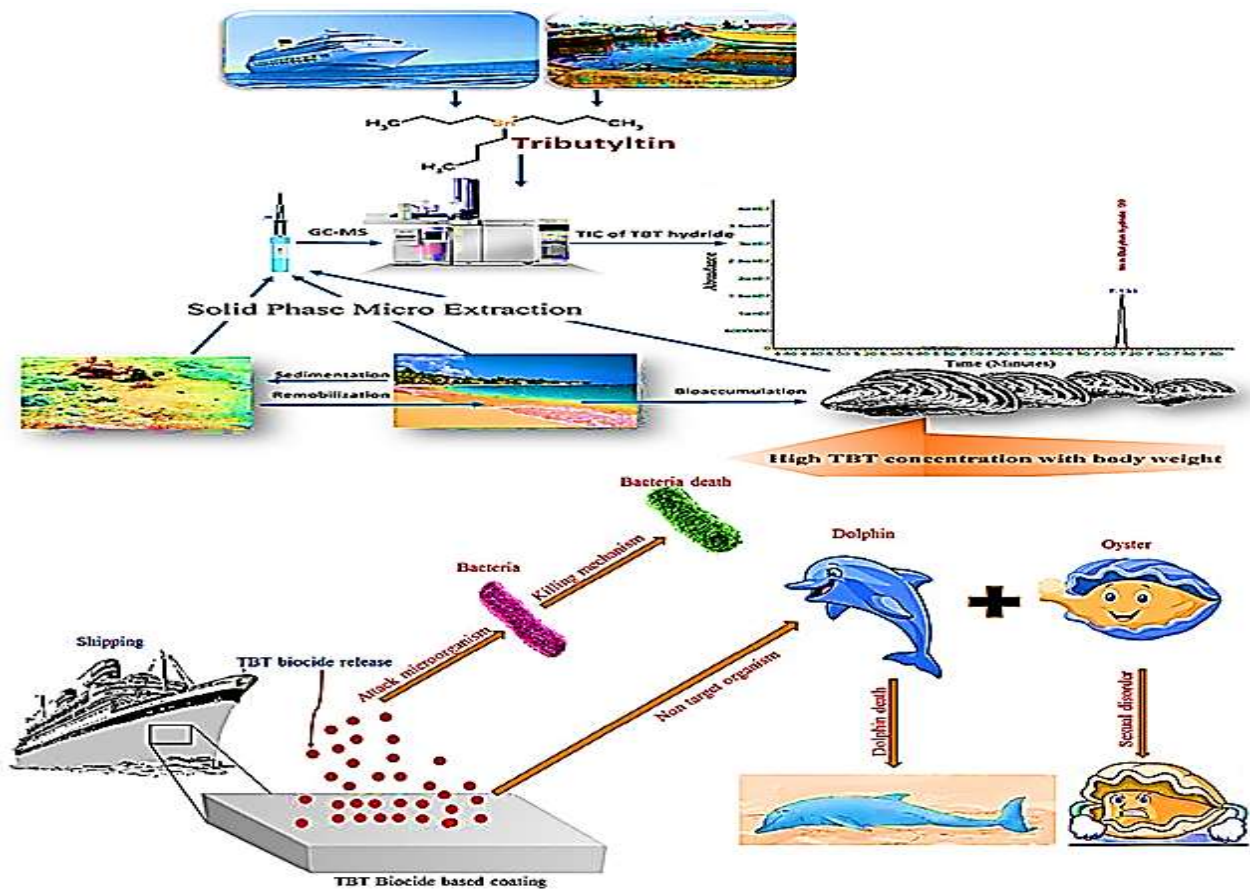 H₃C
Sn
CH₃
Tributyltin
H₃C
GC-MS
TIC of TBT hydride
Abundance
Time (Minutes)
Solid Phase Micro Extraction
Sedimentation
Remobilization
Bioaccumulation
High TBT concentration with body weight
Bacteria death
Killing mechanism
Bacteria
Attack microorganism
Dolphin
Oyster
Shipping
TBT biocide release
Non target organism
Dolphin death
Sexual disorder
TBT Biocide based coating